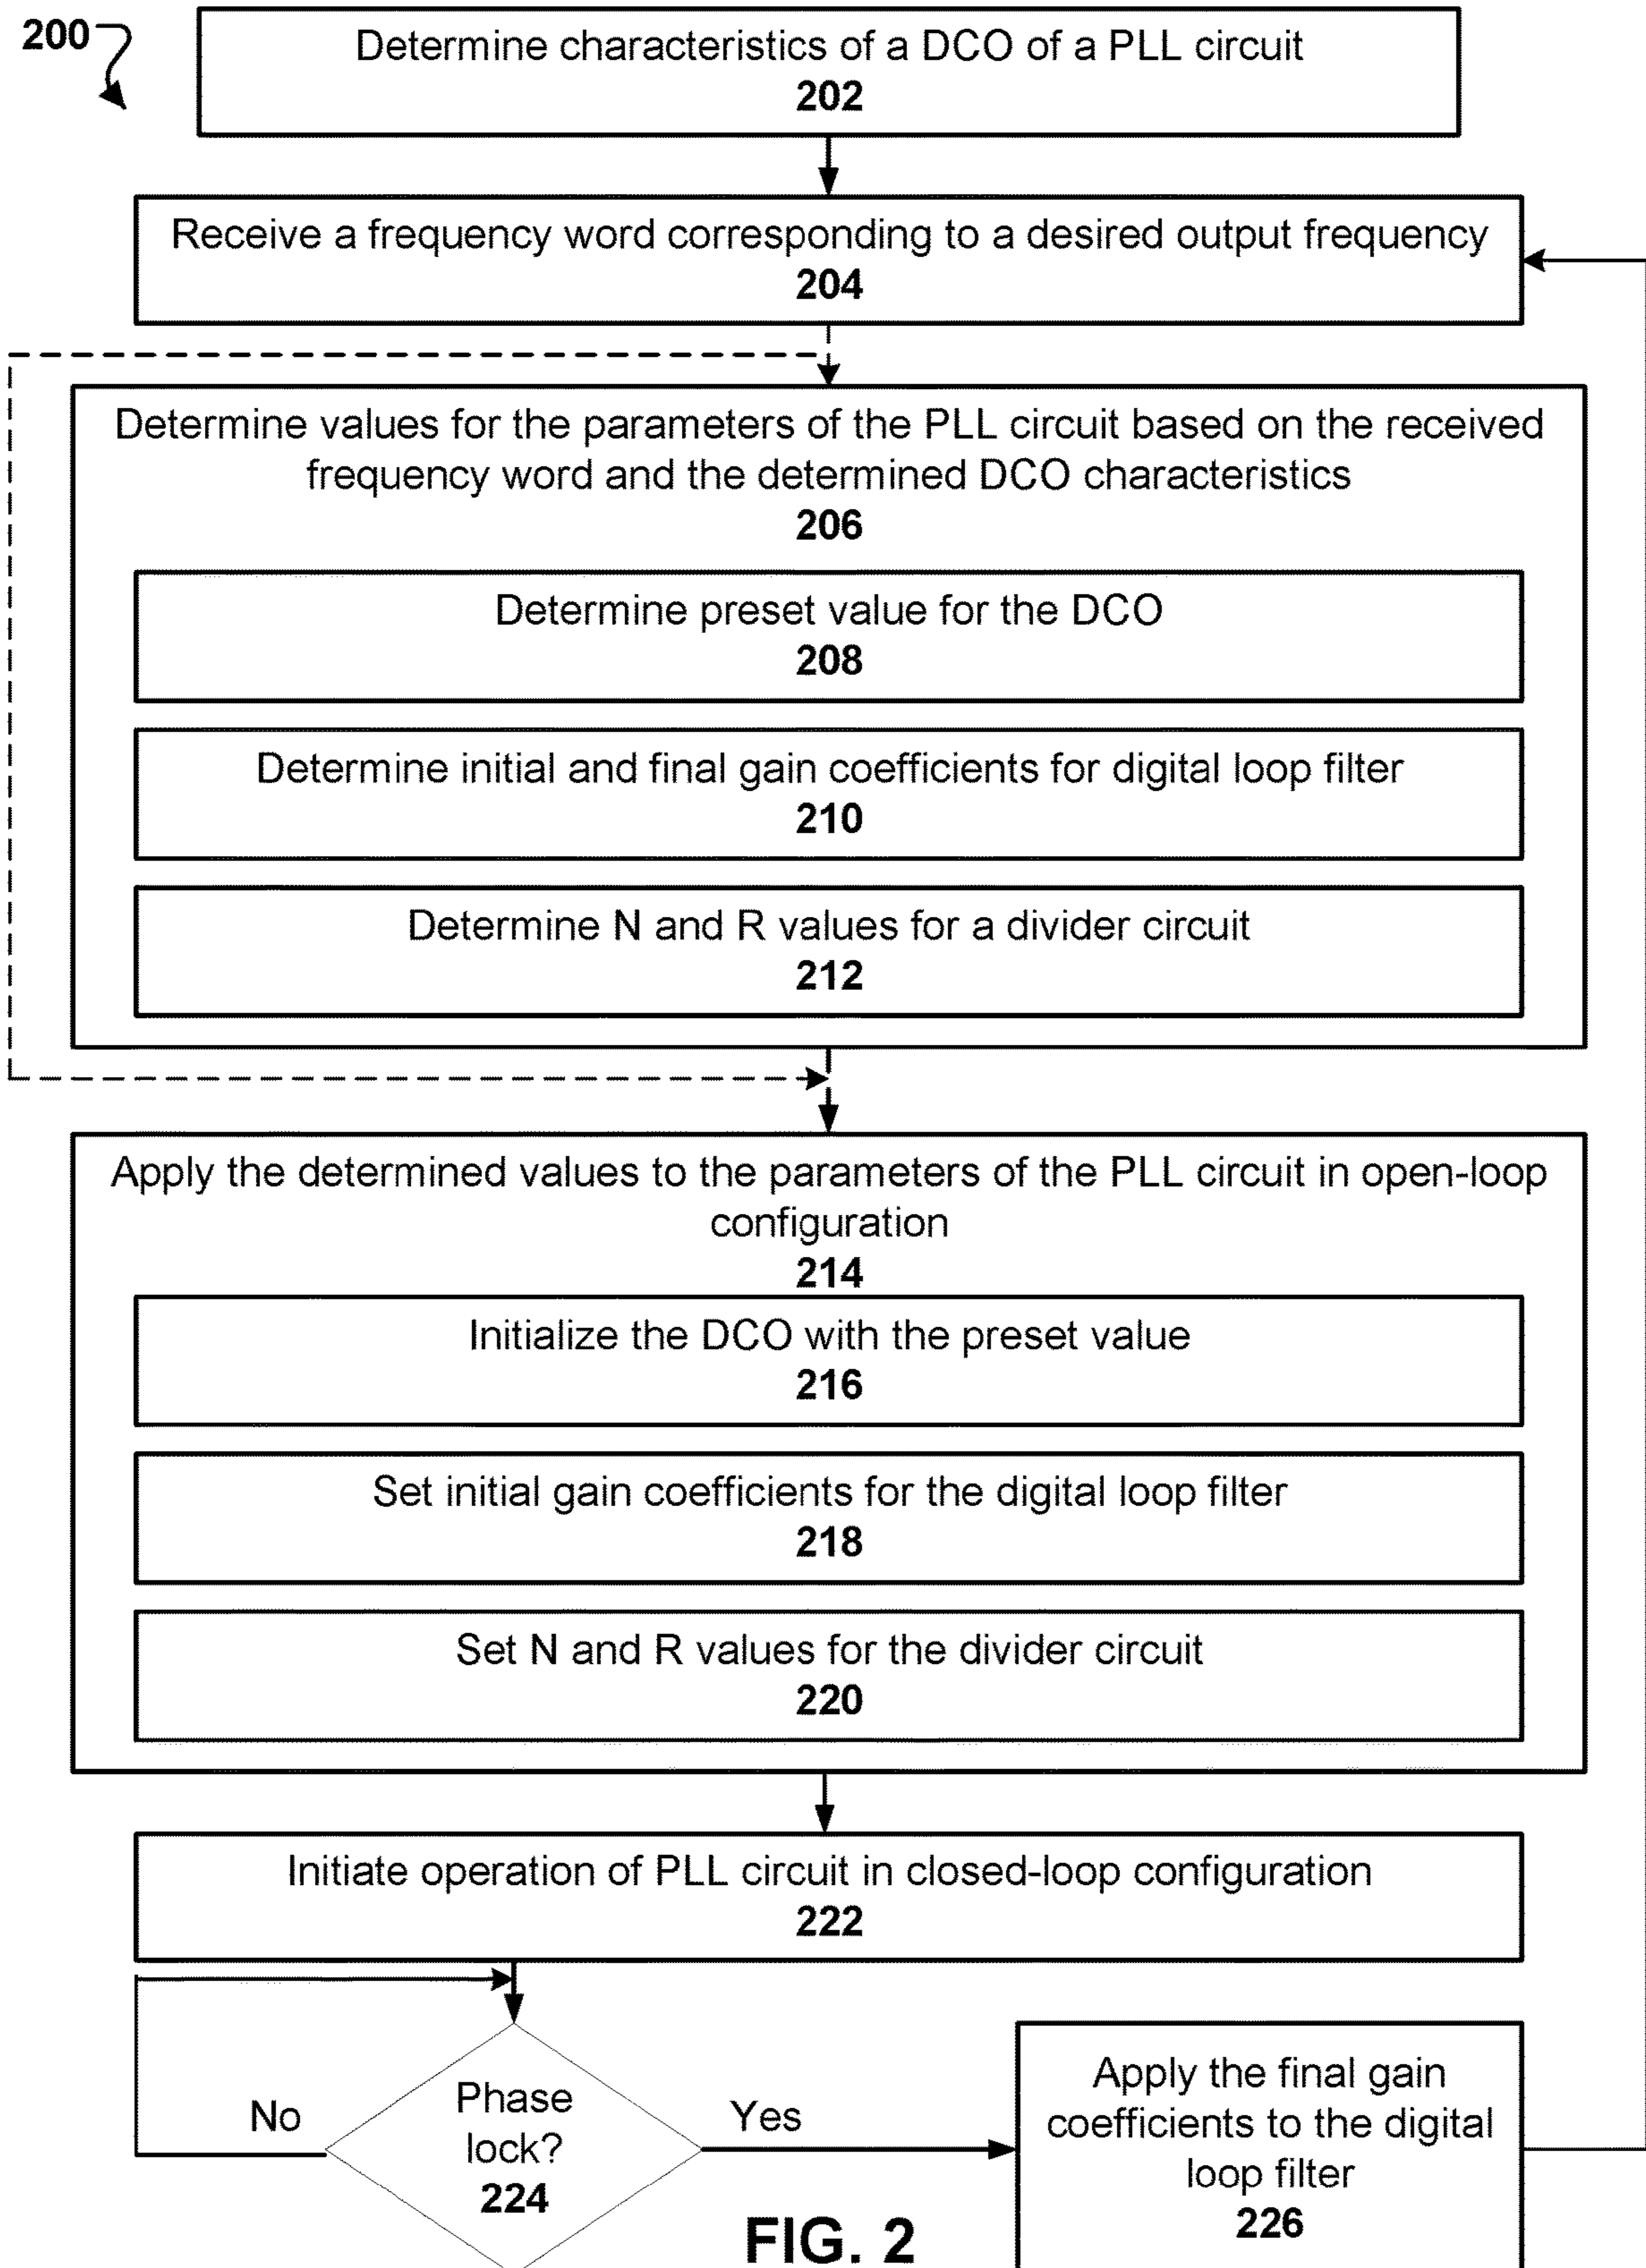 200
Determine characteristics of a DCO of a PLL circuit
202
Receive a frequency word corresponding to a desired output frequency
204
Determine values for the parameters of the PLL circuit based on the received
frequency word and the determined DCO characteristics
206
Determine preset value for the DCO
208
Determine initial and final gain coefficients for digital loop filter
210
Determine N and R values for a divider circuit
212
Apply the determined values to the parameters of the PLL circuit in open-loop
configuration
214
Initialize the DCO with the preset value
216
Set initial gain coefficients for the digital loop filter
218
Set N and R values for the divider circuit
220
Initiate operation of PLL circuit in closed-loop configuration
222
No
Phase
lock?
224
Yes
Apply the final gain
coefficients to the digital
loop filter
226
FIG. 2